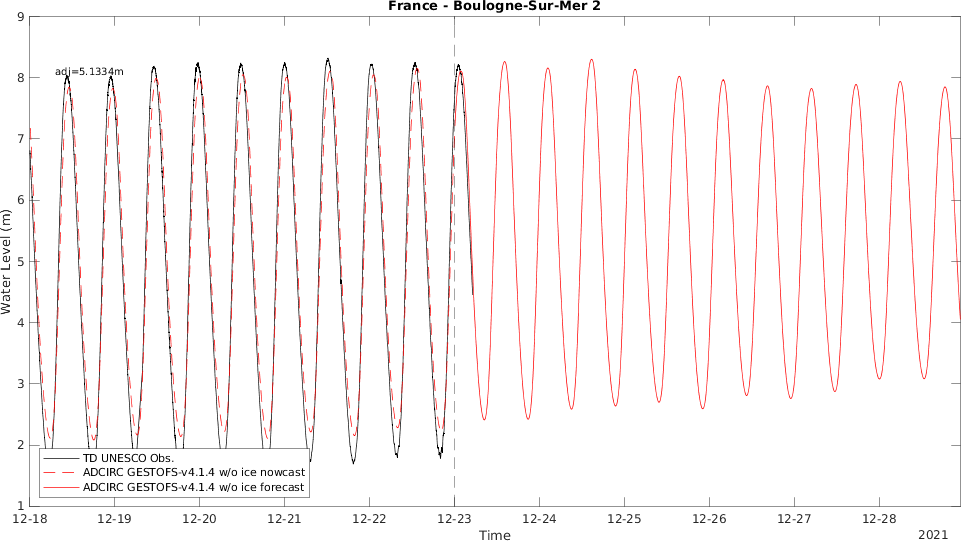 France - Boulogne-Sur-Mer 2
9
8
7
6
5
4
3
2
1
Water Level (m)
adj=5.1334m
TD UNESCO Obs.
ADCIRC GESTOFS-v4.1.4 w/o ice nowcast
ADCIRC GESTOFS-v4.1.4 w/o ice forecast
12-18 12-19 12-20 12-21 12-22 12-23 12-24 12-25 12-26 12-27 12-28
Time
2021